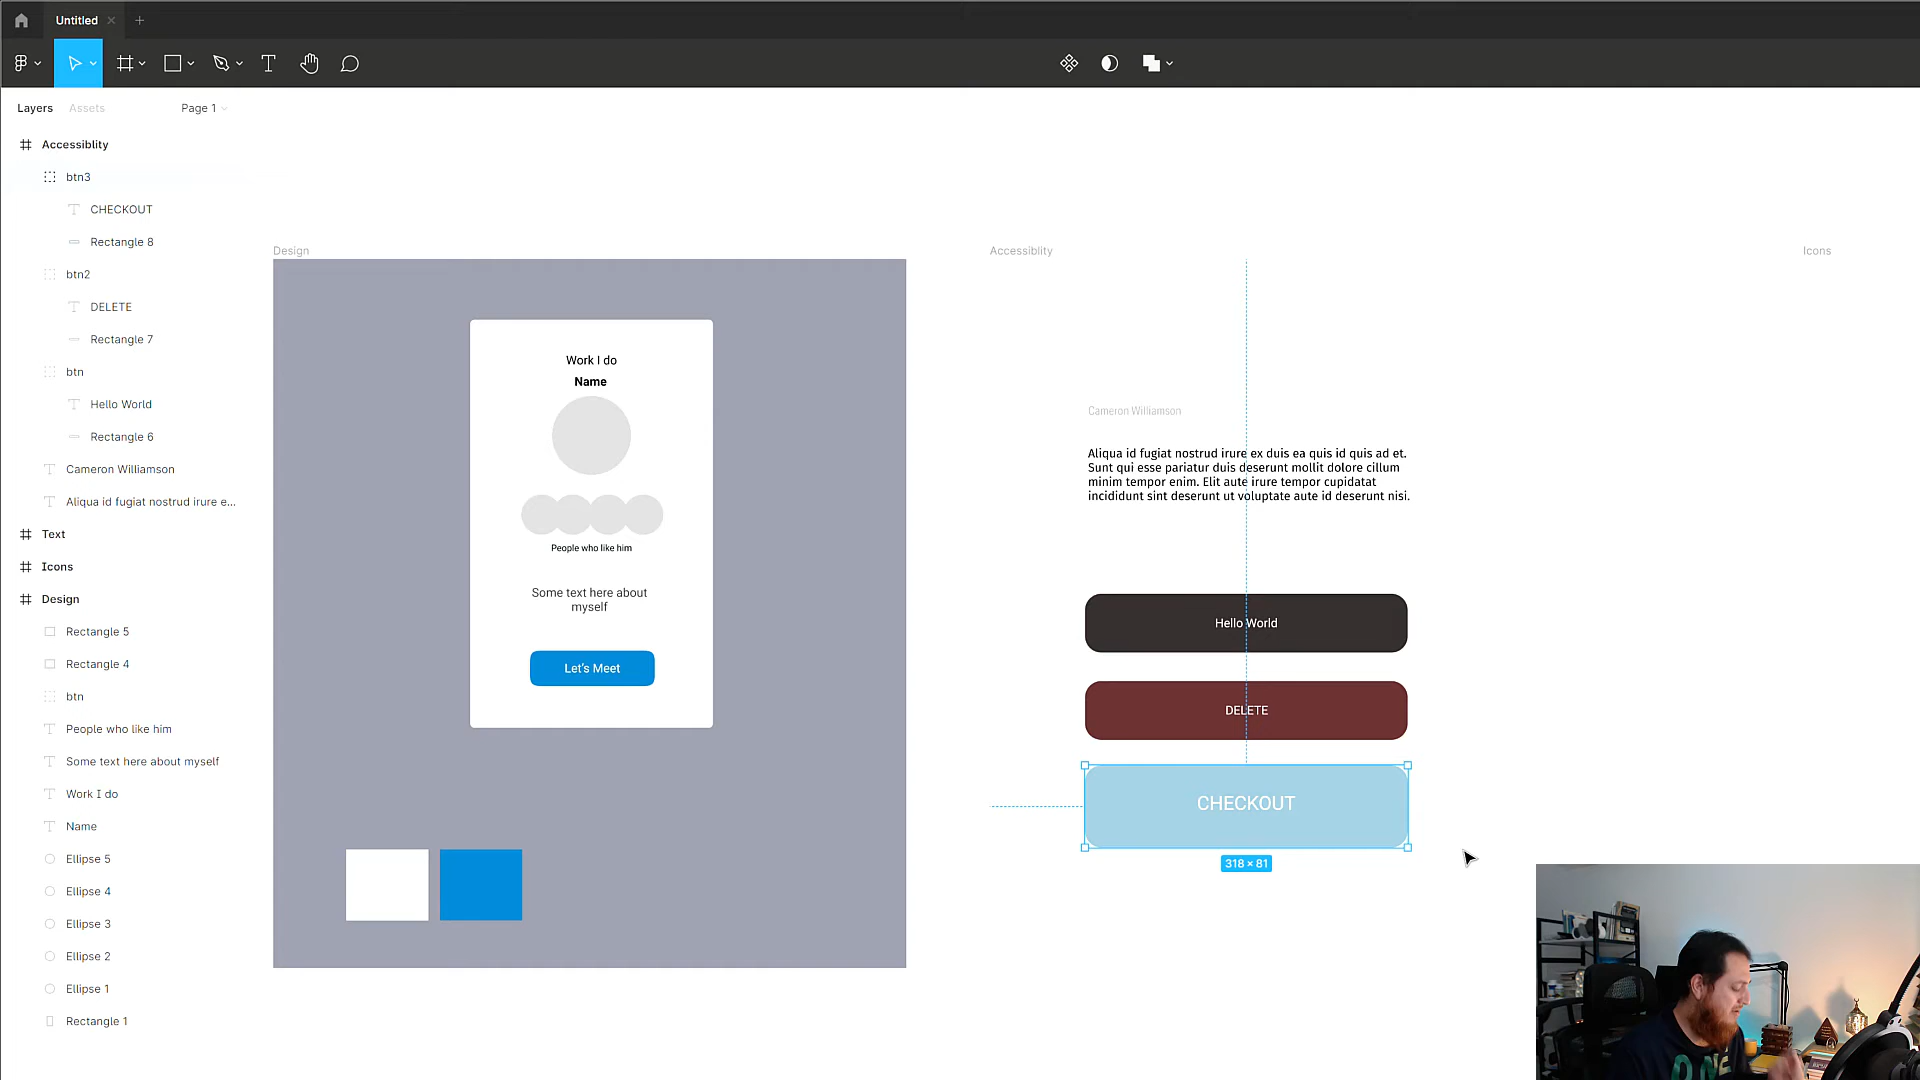 Untitled
Layers
Assets
Page 1
Accessiblity
btn3
CHECKOUT
Rectangle 8
btn2
DELETE
Rectangle 7
btn
Hello World
Rectangle 6
Cameron Williamson
Aliqua id fugiat nostrud irure e...
Text
Icons
Design
Rectangle 5
Rectangle 4
btn
People who like him
Some text here about myself
Work I do
Name
Ellipse 5
Ellipse 4
Ellipse 3
Ellipse 2
Ellipse 1
Rectangle 1
Design
Work I do
Name
People who like him
Some text here about
myself
Let's Meet
Accessiblity
Cameron Williamson
Aliqua id fugiat nostrud irure ex duis ea quis id quis ad et.
Sunt qui esse pariatur duis deserunt mollit dolore cillum
minim tempor enim. Elit aute irure tempor cupidatat
incididunt sint deserunt ut voluptate aute id deserunt nisi.
Hello World
DELETE
CHECKOUT
318 × 81
Icons